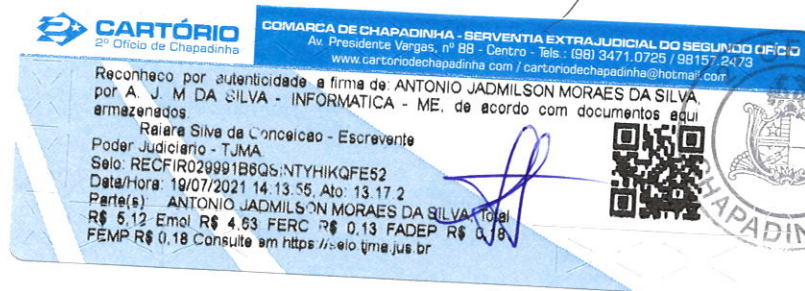 CARTÓRIO
2º Ofício de Chapadinha
COMARCA DE CHAPADINHA - SERVENTIA EXTRAJUDICIAL DO SEGUNDO OFÍCIO
Av. Presidente Vargas, nº 88 - Centro - Tels.: (98) 3471.0725 / 98157.2473
www.cartoriodechapadinha.com / cartoriodechapadinha@hotmail.com
Reconheco por autenticidade a firma de: ANTONIO JADMILSON MORAES DA SILVA,
por A. J. M DA SILVA - INFORMATICA - ME, de acordo com documentos aqui
armazenados.
Raiara Silva da Conceicao - Escrevente
Poder Judiciario - TJMA
Selo:
Data/Hora: 19/07/2021 14:13:55, Ato: 13.17.2
Parte(s): ANTONIO JADMILSON MORAES DA SILVA, Total
R$ 5,12 Emol R$ 4,63 FERC R$ 0,13 FADEP R$ 0,18
FEMP R$ 0,18 Consulte em https://selo.tjma.jus.br